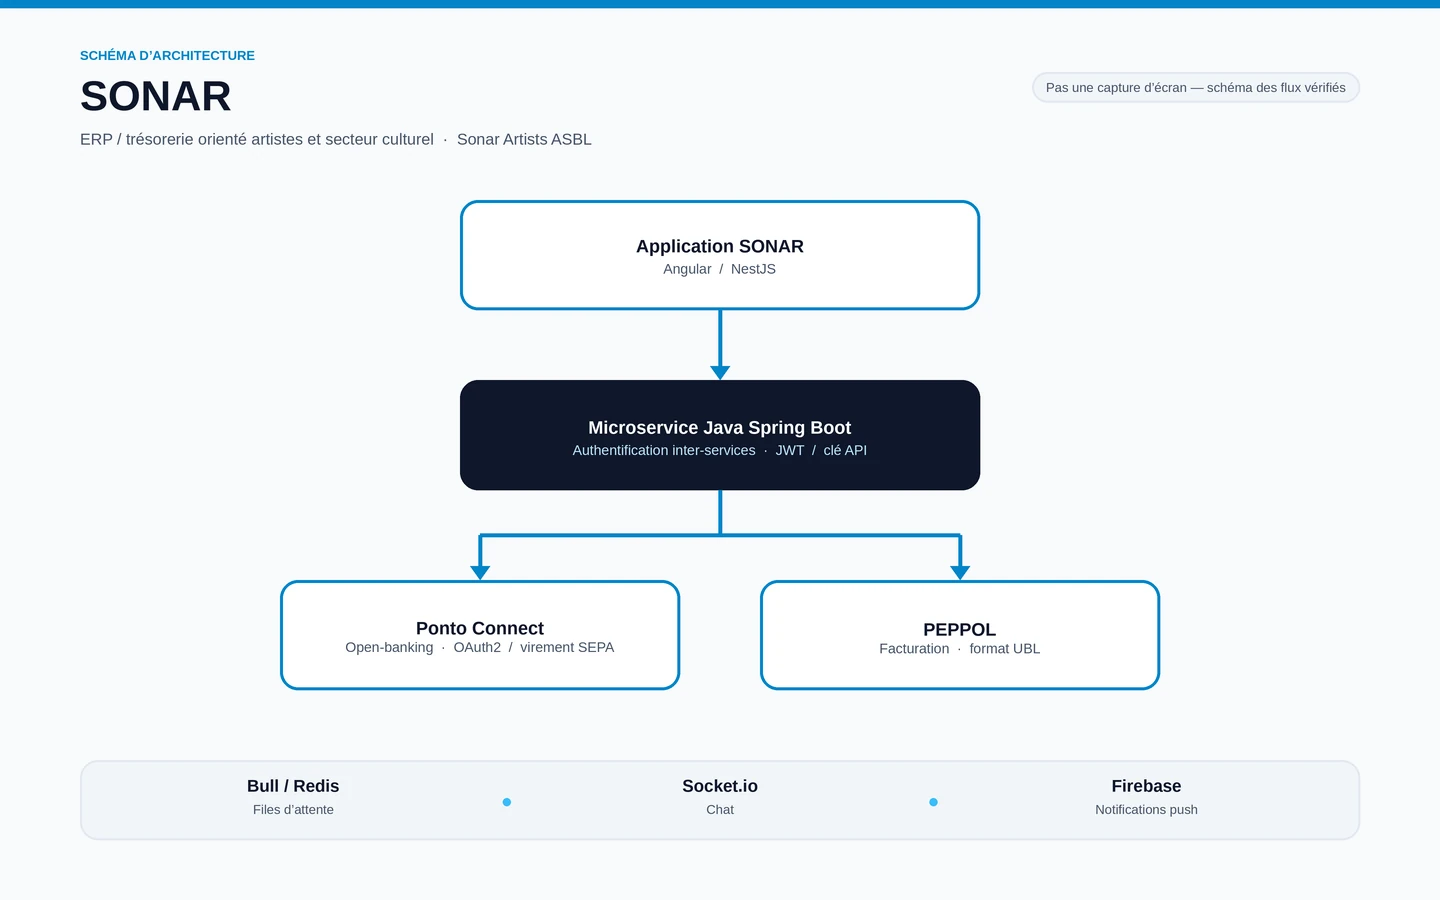 SCHÉMA D’ARCHITECTURE
SONAR
Pas une capture d’écran — schéma des flux vérifiés
ERP / trésorerie orienté artistes et secteur culturel · Sonar Artists ASBL
Application SONAR
Angular / NestJS
Microservice Java Spring Boot
Authentification inter-services · JWT / clé API
Ponto Connect
Open-banking · OAuth2 / virement SEPA
PEPPOL
Facturation · format UBL
Bull / Redis
Files d’attente
Socket.io
Chat
Firebase
Notifications push